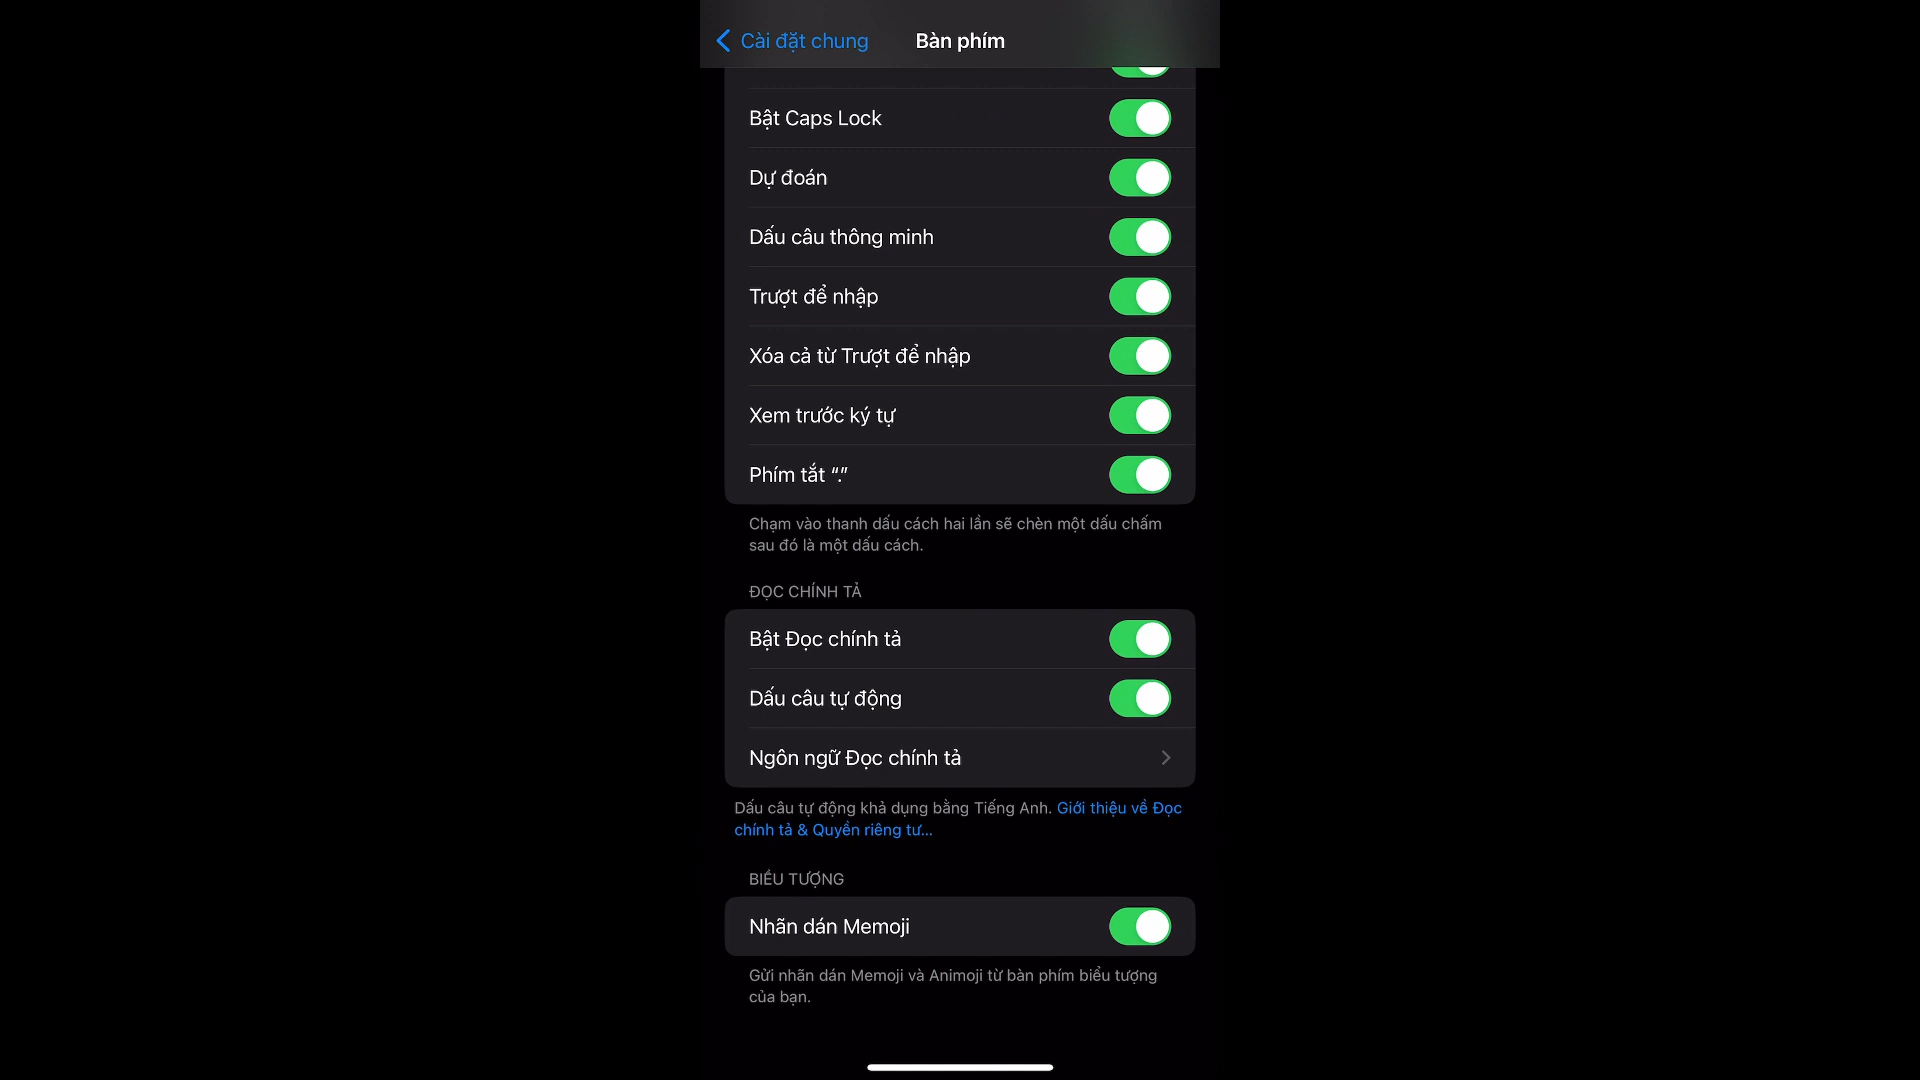 Cài đặt chung
Bàn phím
Bật Caps Lock
Dự đoán
Dấu câu thông minh
Trượt để nhập
Xóa cả từ Trượt để nhập
Xem trước ký tự
Phím tắt “.”
Chạm vào thanh dấu cách hai lần sẽ chèn một dấu chấm
sau đó là một dấu cách.
ĐỌC CHÍNH TẢ
Bật Đọc chính tả
Dấu câu tự động
Ngôn ngữ Đọc chính tả
Dấu câu tự động khả dụng bằng Tiếng Anh. Giới thiệu về Đọc
chính tả & Quyền riêng tư...
BIỂU TƯỢNG
Nhãn dán Memoji
Gửi nhãn dán Memoji và Animoji từ bàn phím biểu tượng
của bạn.